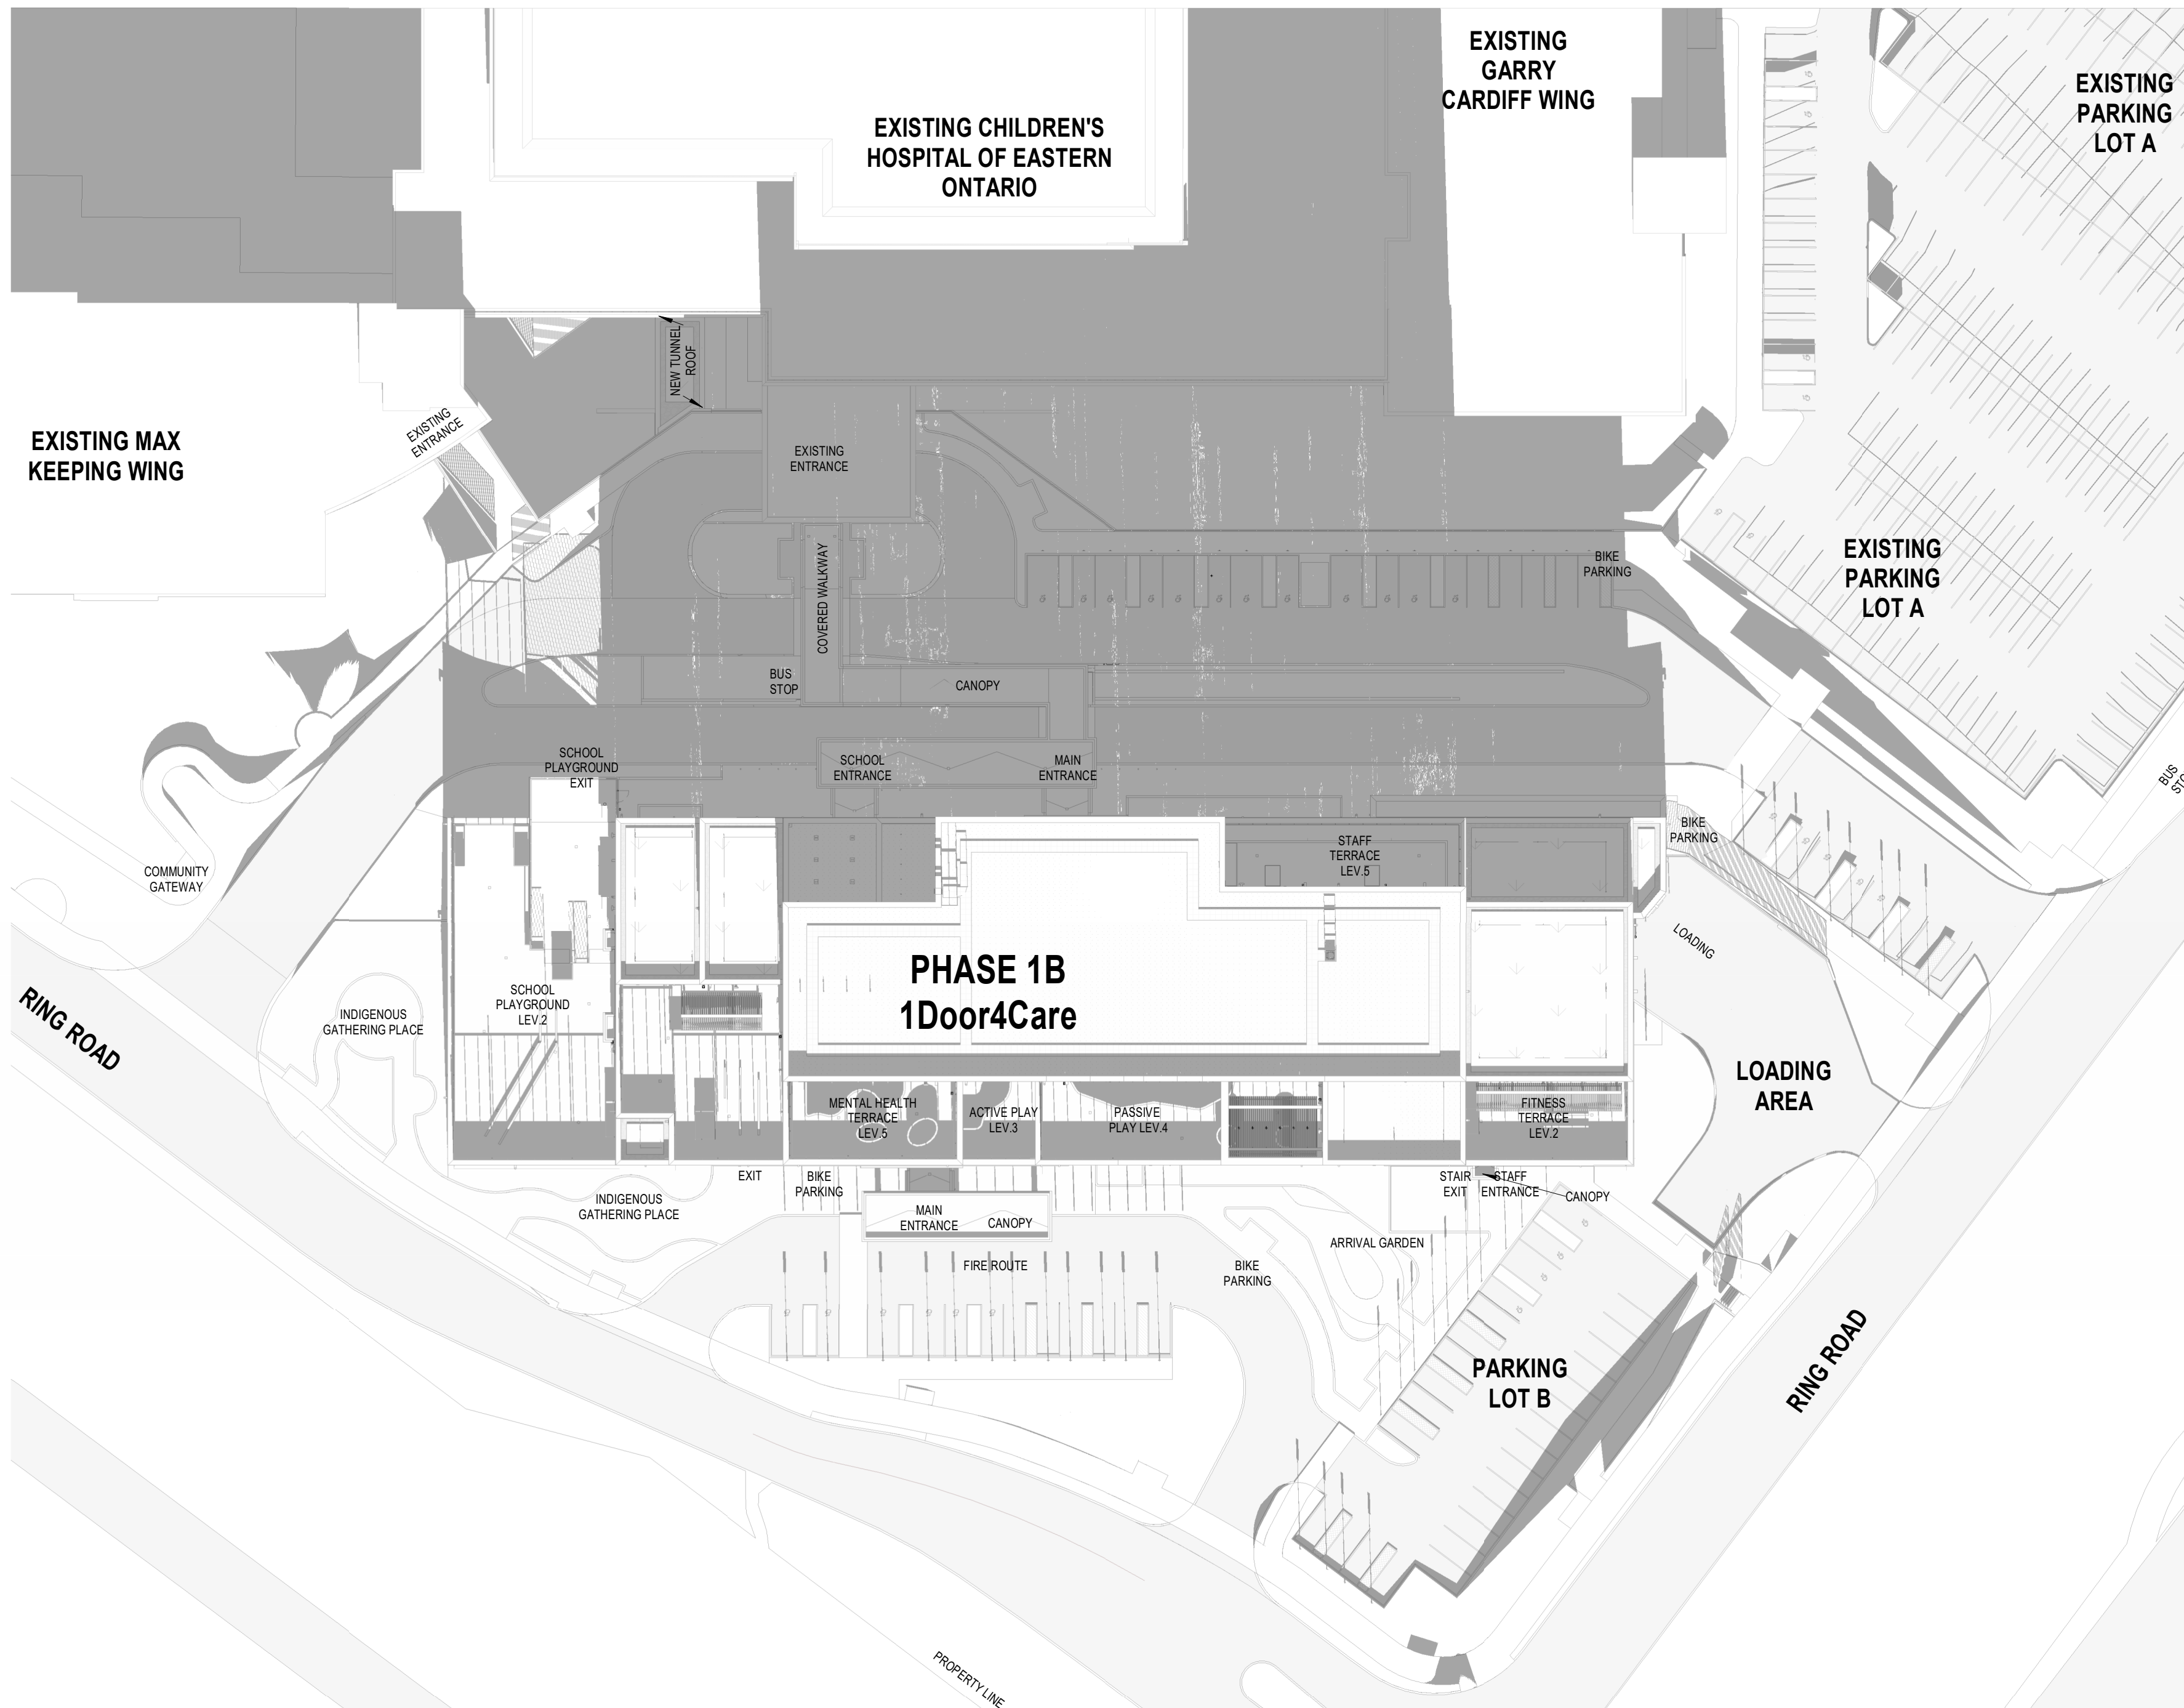 EXISTING
GARRY
CARDIFF WING
EXISTING
PARKING
LOT A
EXISTING CHILDREN'S
HOSPITAL OF EASTERN
ONTARIO
NEW TUNNEL
ROOF
EXISTING MAX
KEEPING WING
EXISTING
ENTRANCE
EXISTING
ENTRANCE
COVERED WALKWAY
BIKE
PARKING
EXISTING
PARKING
LOT A
BUS
STOP
CANOPY
SCHOOL
PLAYGROUND
EXIT
SCHOOL
ENTRANCE
MAIN
ENTRANCE
BUS
COMMUNITY
GATEWAY
STAFF
TERRACE
LEV.5
BIKE
PARKING
LOADING
PHASE 1B
1Door4Care
SCHOOL
PLAYGROUND
LEV.2
INDIGENOUS
GATHERING PLACE
RING ROAD
LOADING
AREA
MENTAL HEALTH
TERRACE
LEV.5
ACTIVE PLAY
LEV.3
PASSIVE
PLAY LEV.4
FITNESS
TERRACE
LEV.2
EXIT
BIKE
PARKING
STAIR
EXIT
STAFF
ENTRANCE
CANOPY
INDIGENOUS
GATHERING PLACE
MAIN
ENTRANCE
CANOPY
ARRIVAL GARDEN
FIRE ROUTE
BIKE
PARKING
PARKING
LOT B
RING ROAD
PROPERTY LINE